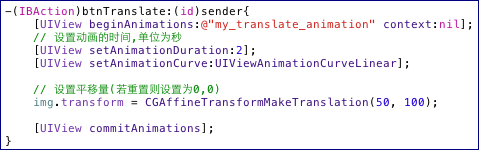 -(IBAction)btnTranslate:(id)sender{
[UIView beginAnimations:@"my_translate_animation" context:nil];
// 设置动画的时间,单位为秒
[UIView setAnimationDuration:2];
[UIView setAnimationCurve:UIViewAnimationCurveLinear];
// 设置平移量(若重置则设置为0,0)
img.transform = CGAffineTransformMakeTranslation(50, 100);
[UIView commitAnimations];
}